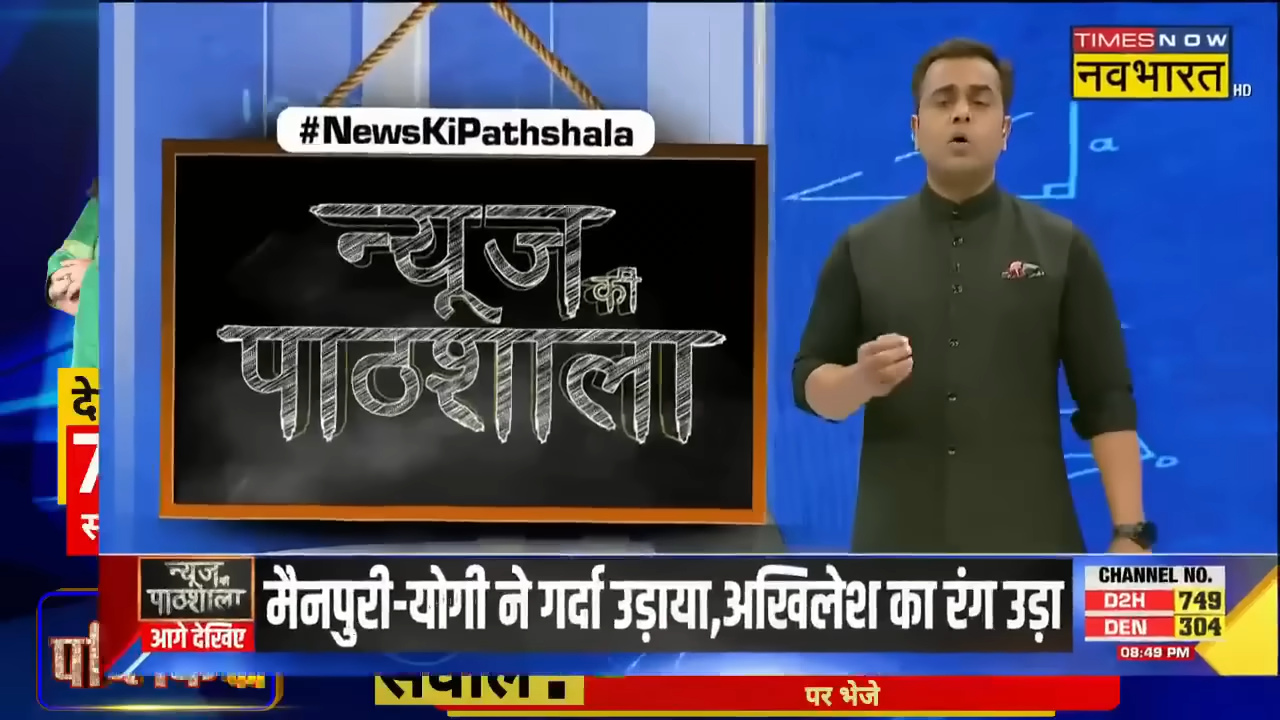 TIMES NOW
नवभारत
HD
#NewsKiPathshala
न्यूज
की
पाठशाला
a
दे
7
स
न्यूज की
पाठशाला
आगे देखिए
मैनपुरी-योगी ने गर्दा उड़ाया,अखिलेश का रंग उड़ा
CHANNEL NO.
D2H 749
DEN 304
08:49 PM
सवाल
पर भेजे